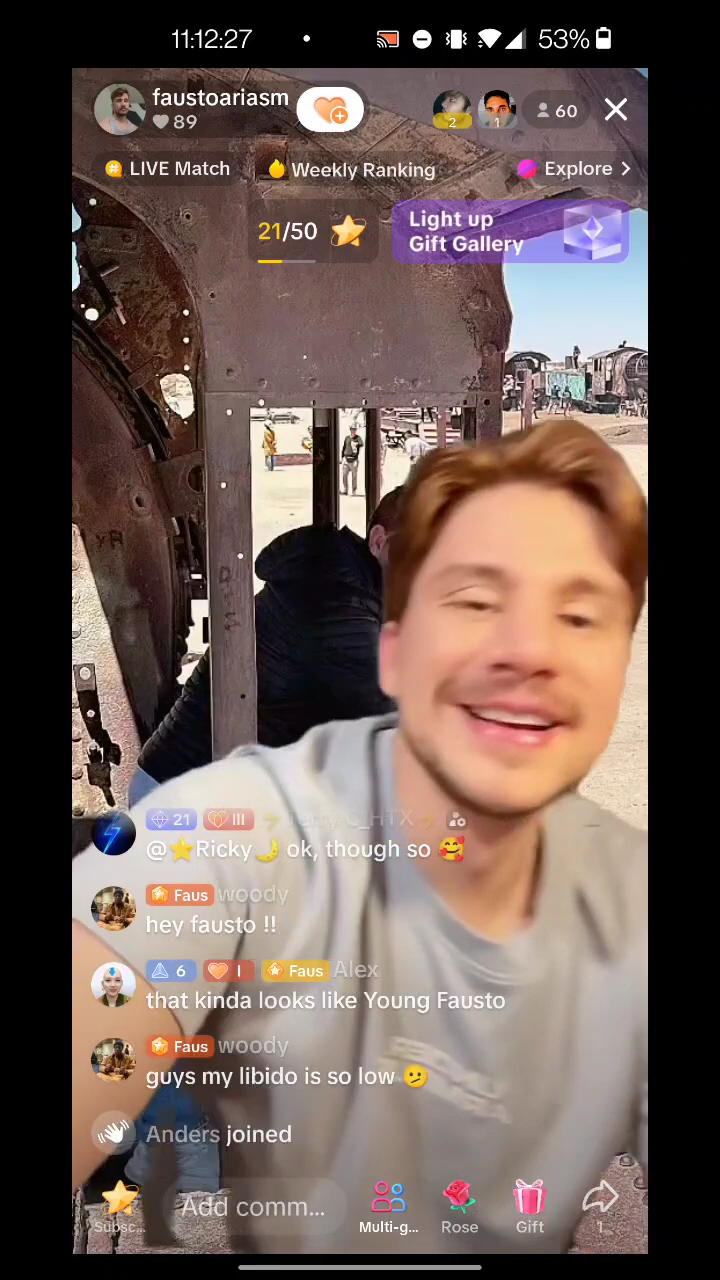 11:12:27
53%
faustoariasm
89
2
1
60
LIVE Match
Weekly Ranking
Explore
21/50
Light up
Gift Gallery
21 III Terry_C_HTX
@⭐Ricky🌙 ok, though so 🥰
Faus woody
hey fausto !!
6 I Faus Alex
that kinda looks like Young Fausto
Faus woody
guys my libido is so low 🫤
Anders joined
Subsc...
Add comm...
Multi-g...
Rose
Gift
1...